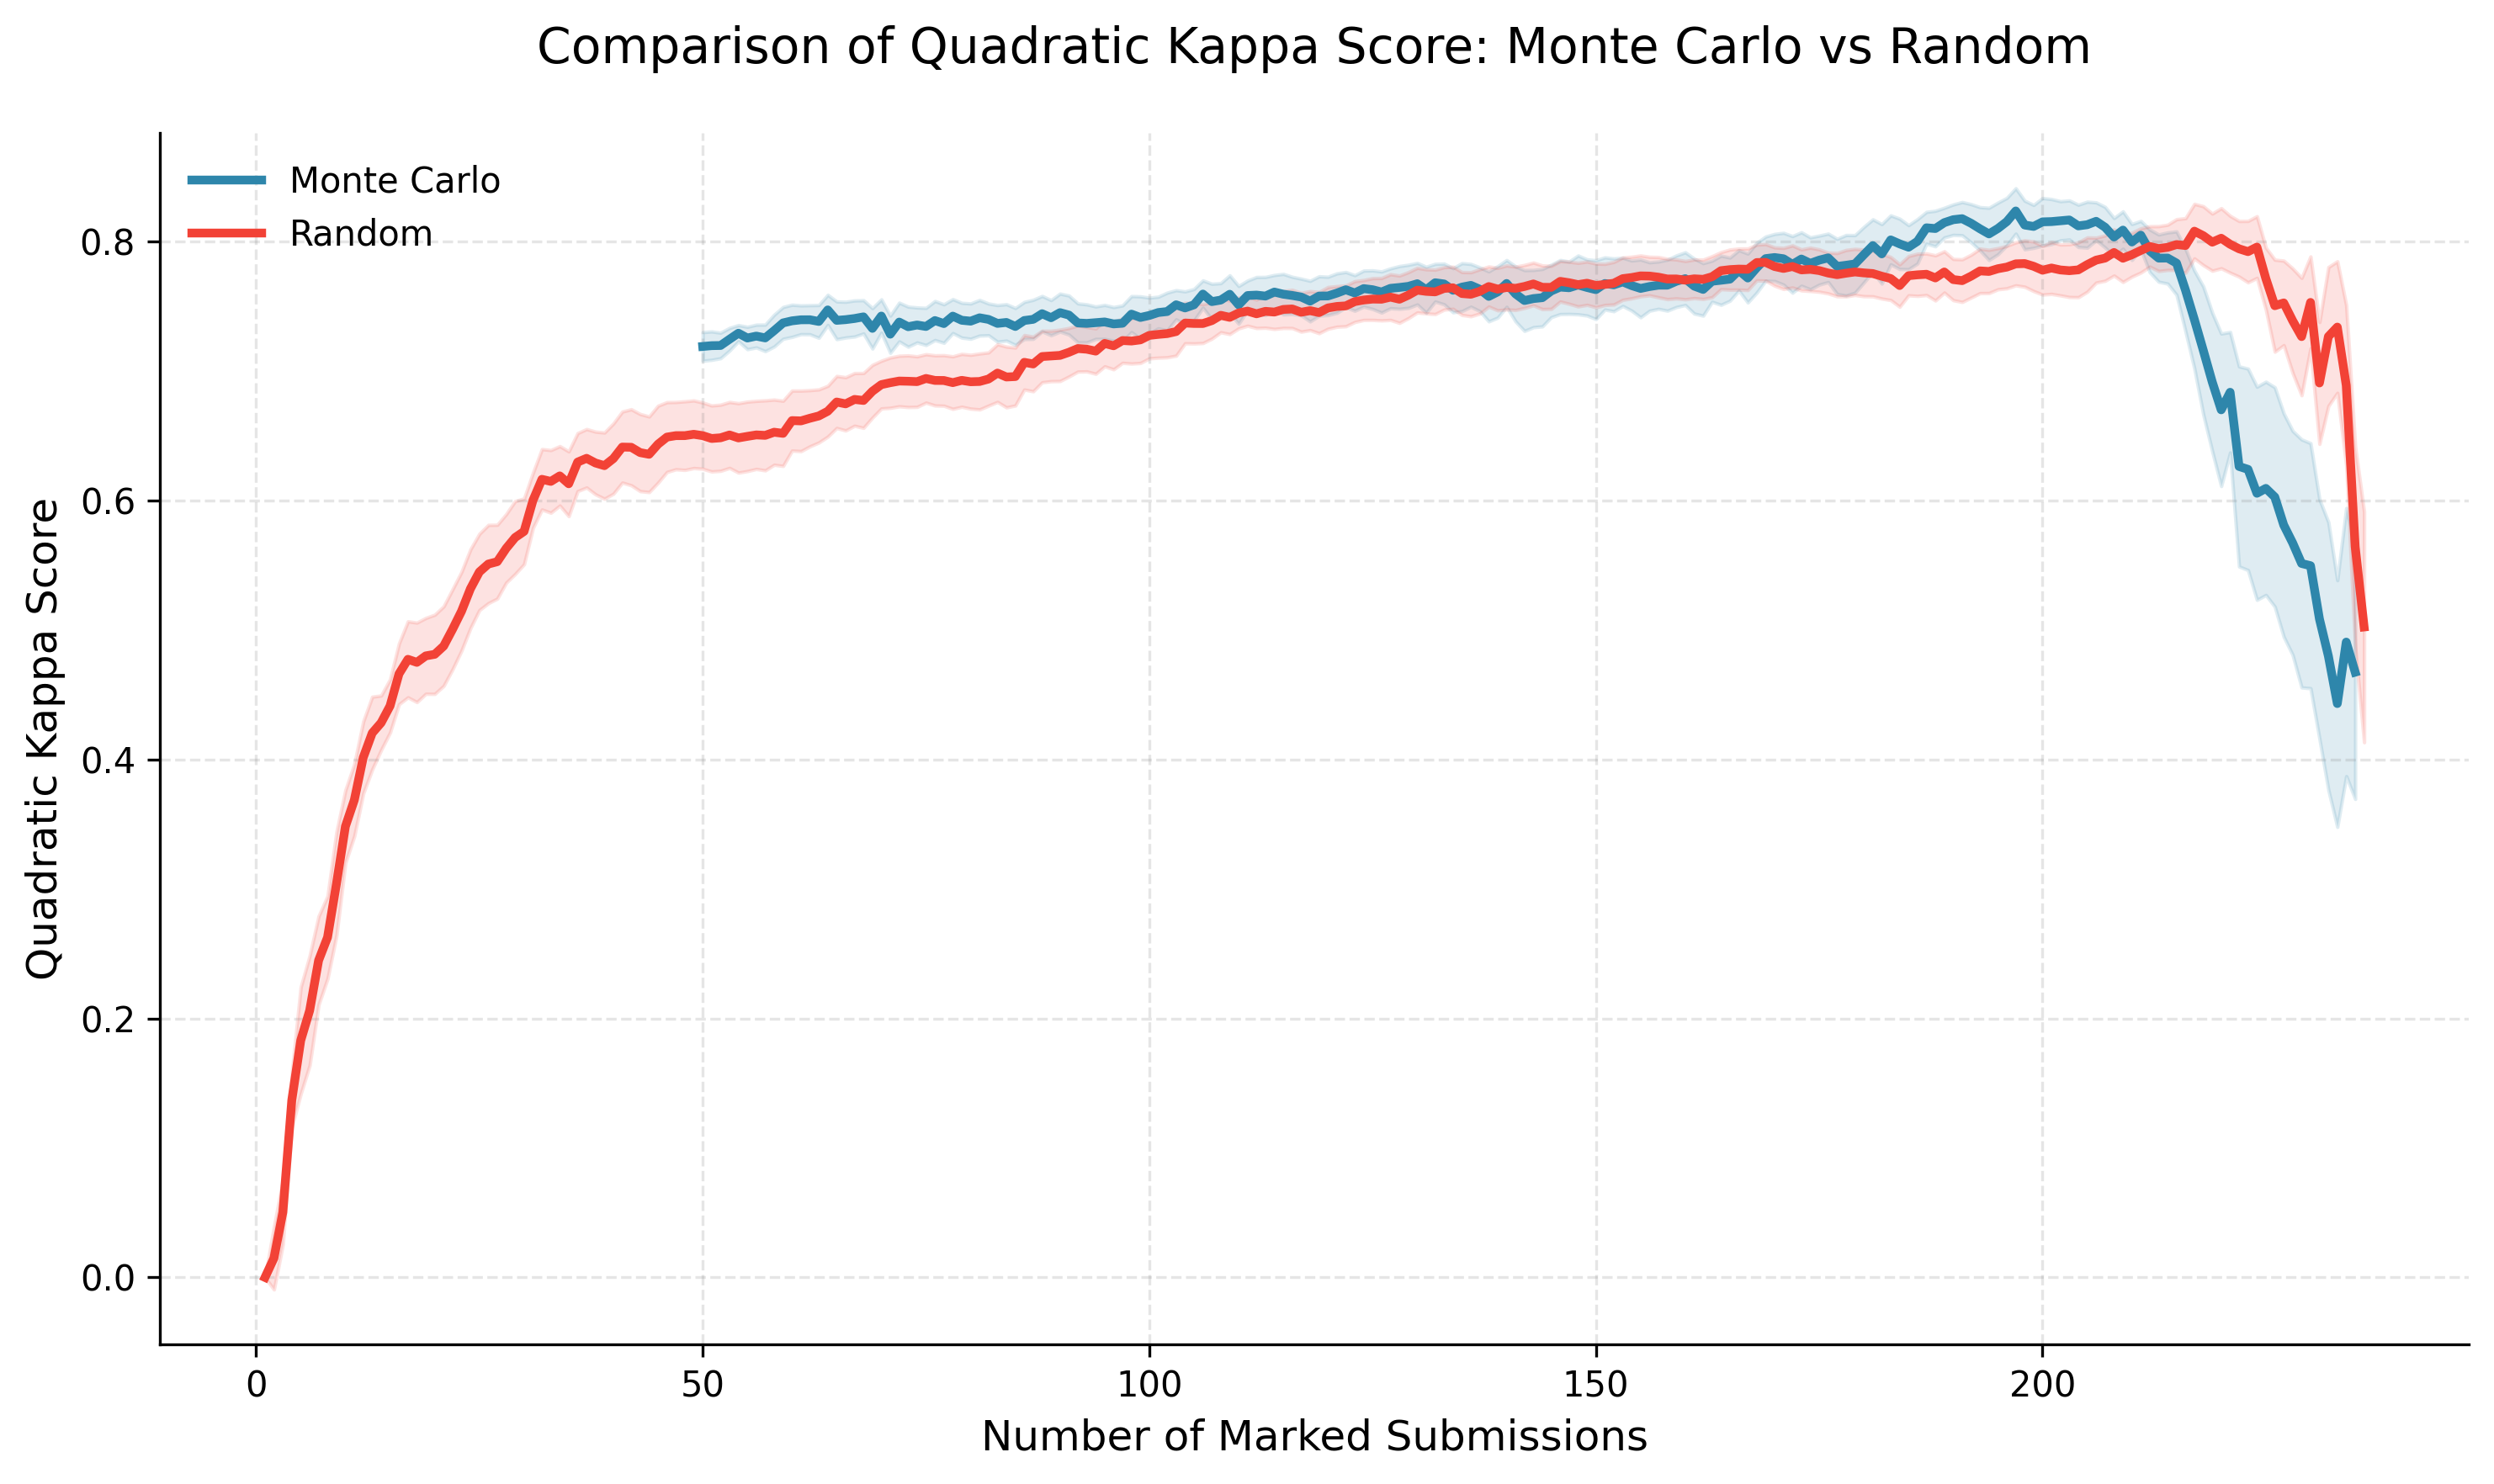 Comparison of Quadratic Kappa Score: Monte Carlo vs Random
Monte Carlo
Random
Quadratic Kappa Score
0.8
0.6
0.4
0.2
0.0
0
50
100
150
200
Number of Marked Submissions